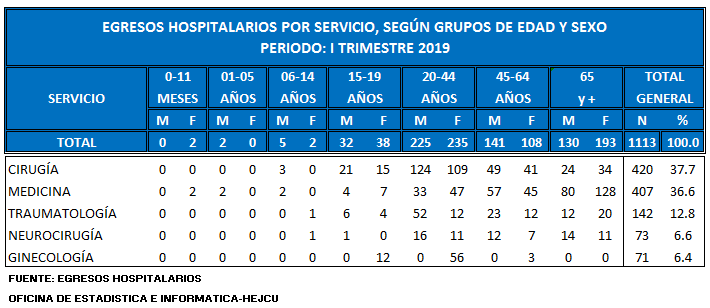 EGRESOS HOSPITALARIOS POR SERVICIO, SEGÚN GRUPOS DE EDAD Y SEXO
PERIODO: I TRIMESTRE 2019
SERVICIO 0-11 MESES 01-05 AÑOS 06-14 AÑOS 15-19 AÑOS 20-44 AÑOS 45-64 AÑOS 65 y + TOTAL GENERAL
M F M F M F M F M F M F M F N %
TOTAL 0 2 2 0 5 2 32 38 225 235 141 108 130 193 1113 100.0
CIRUGÍA 0 0 0 0 3 0 21 15 124 109 49 41 24 34 420 37.7
MEDICINA 0 2 2 0 2 0 4 7 33 47 57 45 80 128 407 36.6
TRAUMATOLOGÍA 0 0 0 0 0 1 6 4 52 12 23 12 12 20 142 12.8
NEUROCIRUGÍA 0 0 0 0 0 1 1 0 16 11 12 7 14 11 73 6.6
GINECOLOGÍA 0 0 0 0 0 0 0 12 0 56 0 3 0 0 71 6.4
FUENTE: EGRESOS HOSPITALARIOS
OFICINA DE ESTADISTICA E INFORMATICA-HEJCU